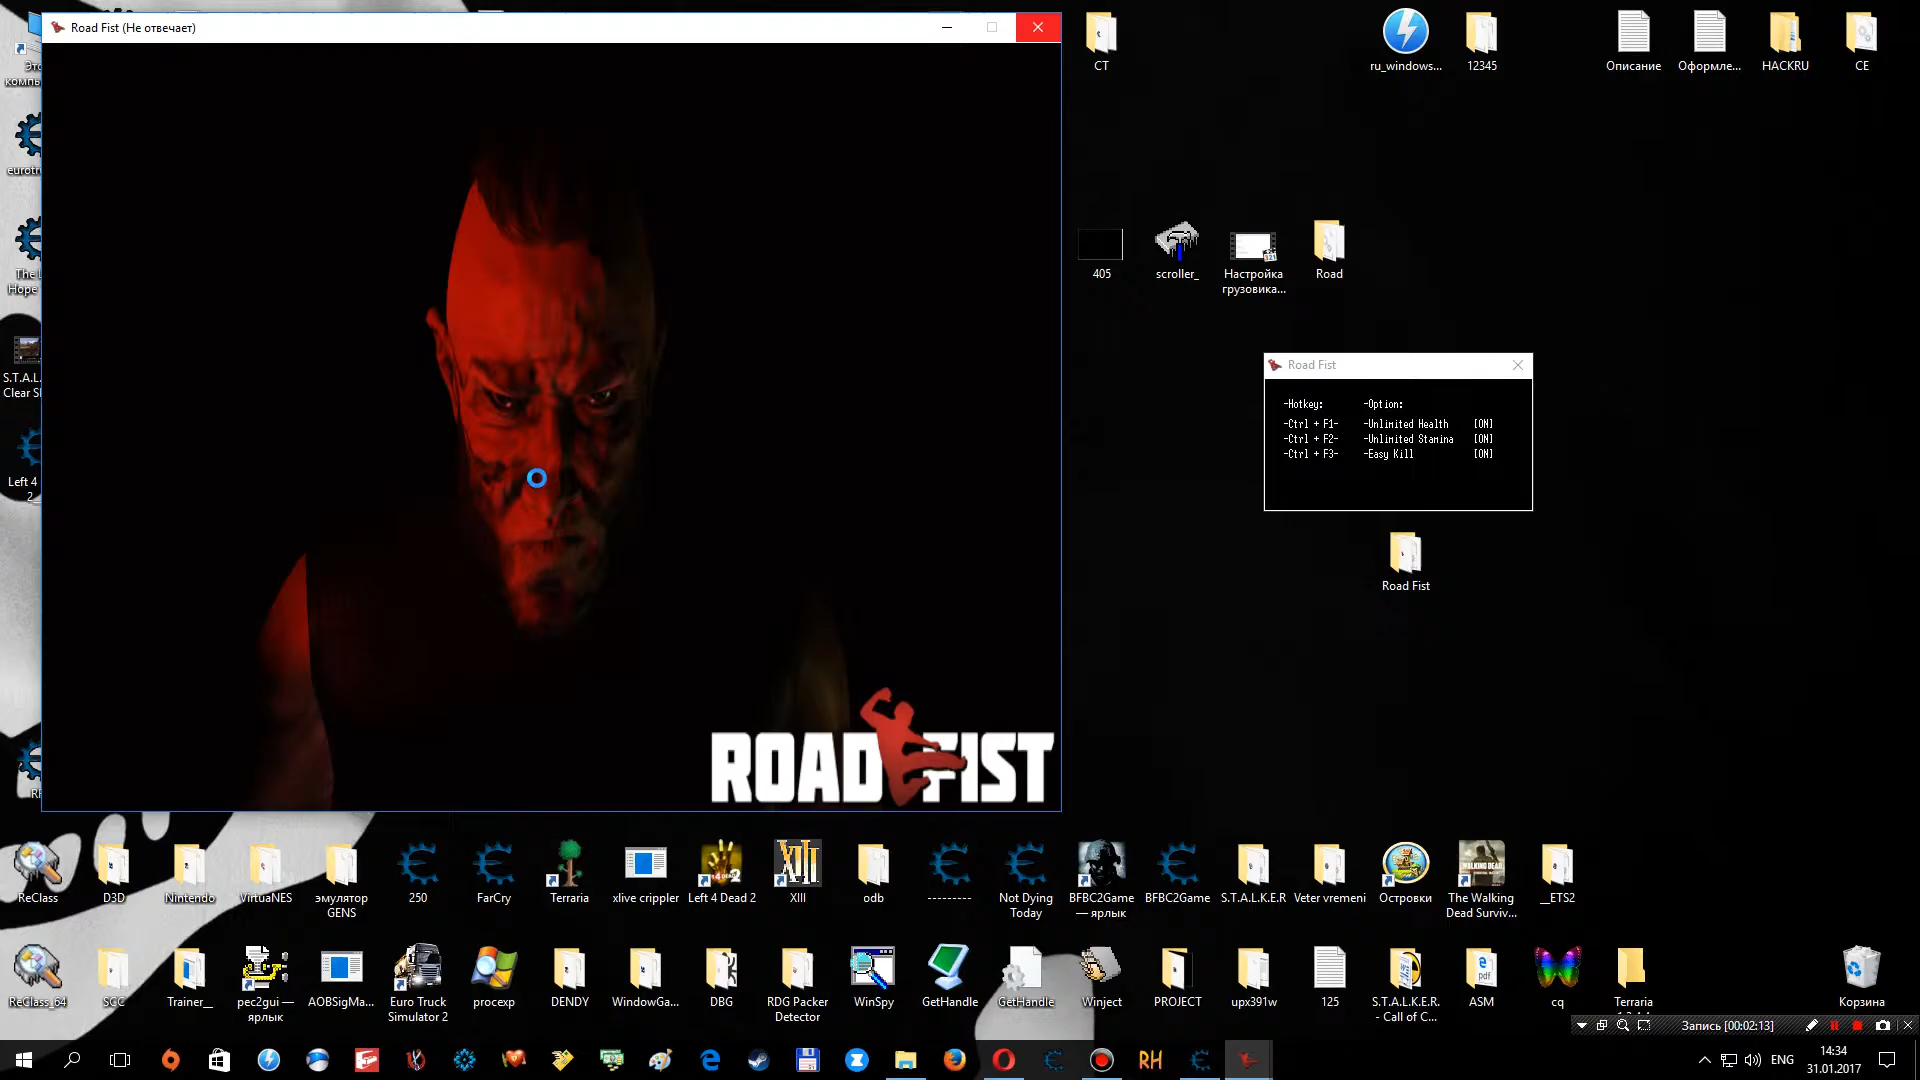 Road Fist (Не отвечает)
CT
ru_windows...
12345
Описание
Оформле...
HACKRU
CE
405
scroller_
Настройка
грузовика...
Road
S.T.A.L.
Left 4
Road Fist
-Hotkey:
-Option:
-Ctrl + F1-
-Unlimited Health
[ON]
-Ctrl + F2-
-Unlimited Stamina
[ON]
-Ctrl + F3-
-Easy Kill
[ON]
Road Fist
ROAD FIST
ReClass
D3D
Nintendo
VirtuaNES
эмулятор
GENS
250
FarCry
Terraria
xlive crippler
Left 4 Dead 2
XIII
odb
---------
Not Dying
Today
BFBC2Game
— ярлык
BFBC2Game
S.T.A.L.K.E.R
Veter vremeni
Островки
The Walking
Dead Surviv...
__ETS2
ReClass_64
SGC
Trainer__
pec2gui —
ярлык
AOBSigMa...
Euro Truck
Simulator 2
procexp
DENDY
WindowGa...
DBG
RDG Packer
Detector
WinSpy
GetHandle
GetHandle
Winject
PROJECT
upx391w
125
S.T.A.L.K.E.R.
- Call of C...
ASM
cq
Terraria
Корзина
Запись [00:02:13]
RH
ENG
14:34
31.01.2017